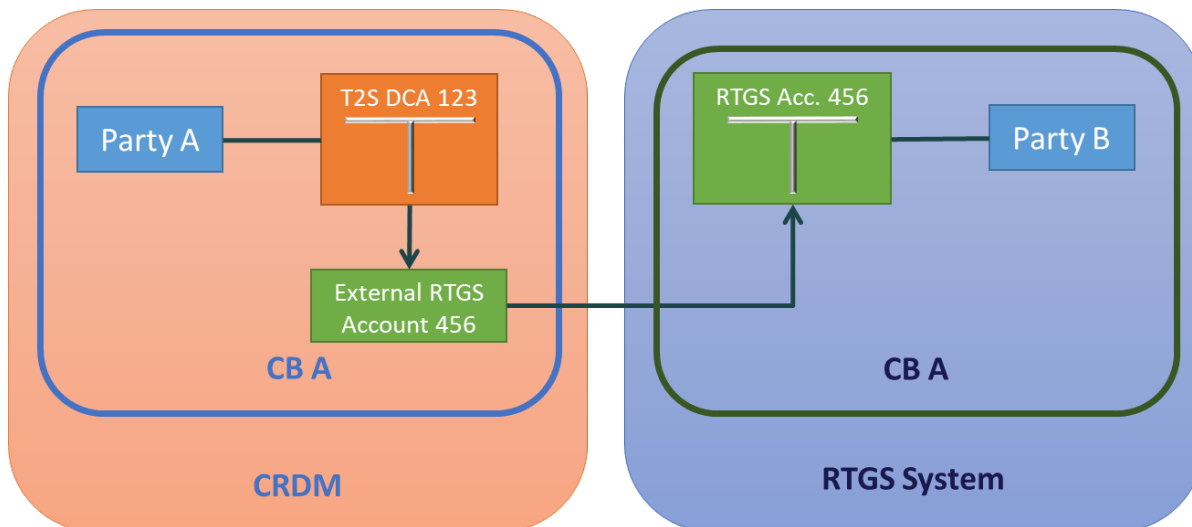 T2S DCA 123
Party A
External RTGS
Account 456
CB A
CRDM
RTGS Acc. 456
Party B
CB A
RTGS System